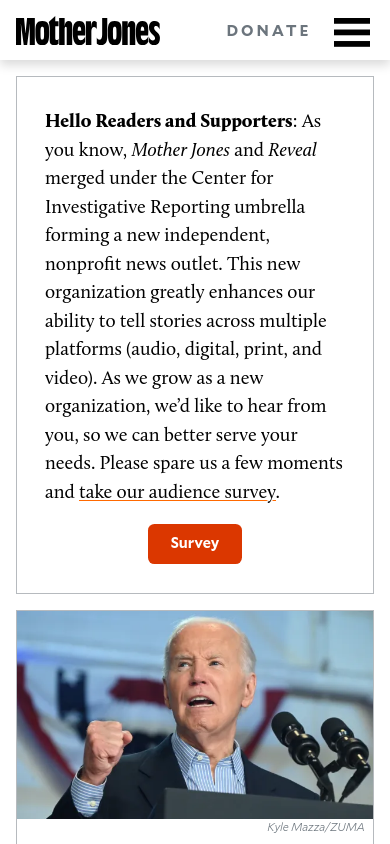 Mother Jones
DONATE
Hello Readers and Supporters: As
you know, Mother Jones and Reveal
merged under the Center for
Investigative Reporting umbrella
forming a new independent,
nonprofit news outlet. This new
organization greatly enhances our
ability to tell stories across multiple
platforms (audio, digital, print, and
video). As we grow as a new
organization, we’d like to hear from
you, so we can better serve your
needs. Please spare us a few moments
and take our audience survey.
Survey
Kyle Mazza/ZUMA